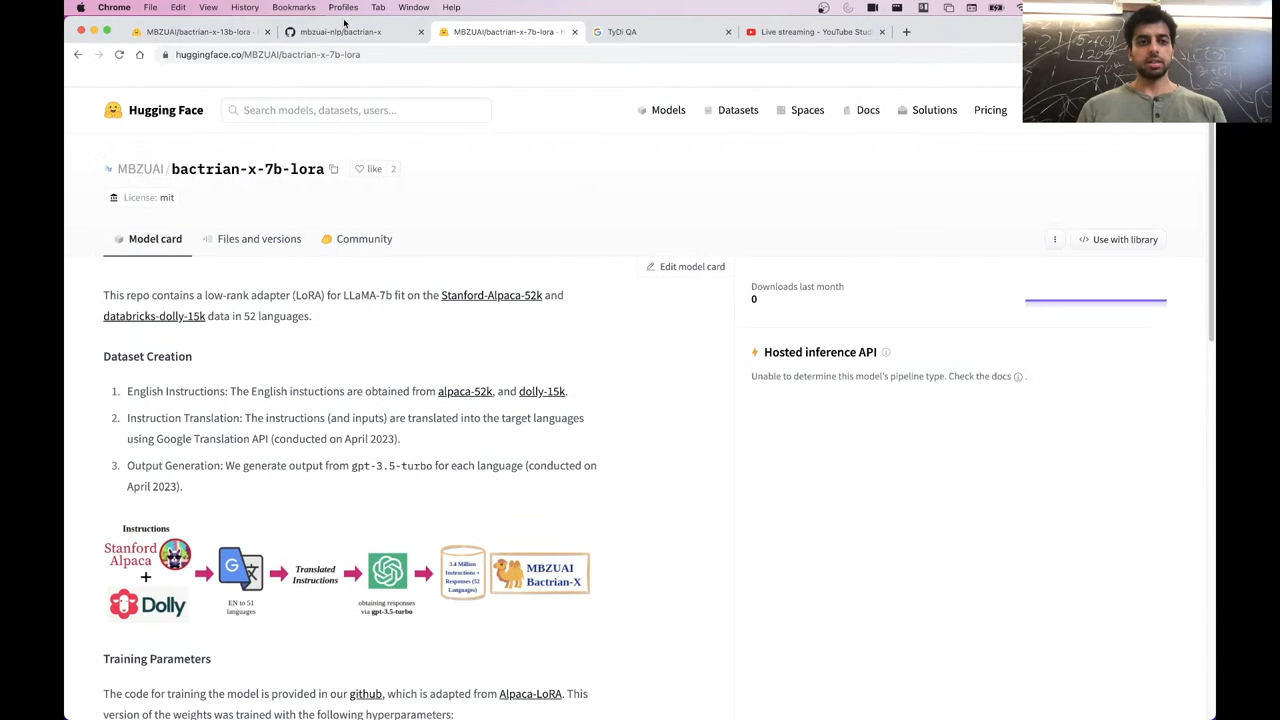 Chrome File Edit View History Bookmarks Profiles Tab Window Help
MBZUAI/bactrian-x-13b-lora - mbzuai-nlp/bactrian-x MBZUAI/bactrian-x-7b-lora - H TyDi QA Live streaming - YouTube Stud
huggingface.co/MBZUAI/bactrian-x-7b-lora
Hugging Face Search models, datasets, users... Models Datasets Spaces Docs Solutions Pricing
MBZUAI/bactrian-x-7b-lora like 2
License: mit
Model card Files and versions Community Use with library
Edit model card
This repo contains a low-rank adapter (LoRA) for LLaMA-7b fit on the Stanford-Alpaca-52k and
databricks-dolly-15k data in 52 languages.
Dataset Creation
1. English Instructions: The English instuctions are obtained from alpaca-52k, and dolly-15k.
2. Instruction Translation: The instructions (and inputs) are translated into the target languages
using Google Translation API (conducted on April 2023).
3. Output Generation: We generate output from gpt-3.5-turbo for each language (conducted on
April 2023).
Instructions
Stanford
Alpaca
+
Dolly
G
EN to 51
languages
Translated
Instructions
obtaining responses
via gpt-3.5-turbo
3.4 Million
Instructions +
Responses (52
Languages)
MBZUAI
Bactrian-X
Training Parameters
The code for training the model is provided in our github, which is adapted from Alpaca-LoRA. This
version of the weights was trained with the following hyperparameters:
Downloads last month
0
Hosted inference API
Unable to determine this model's pipeline type. Check the docs .